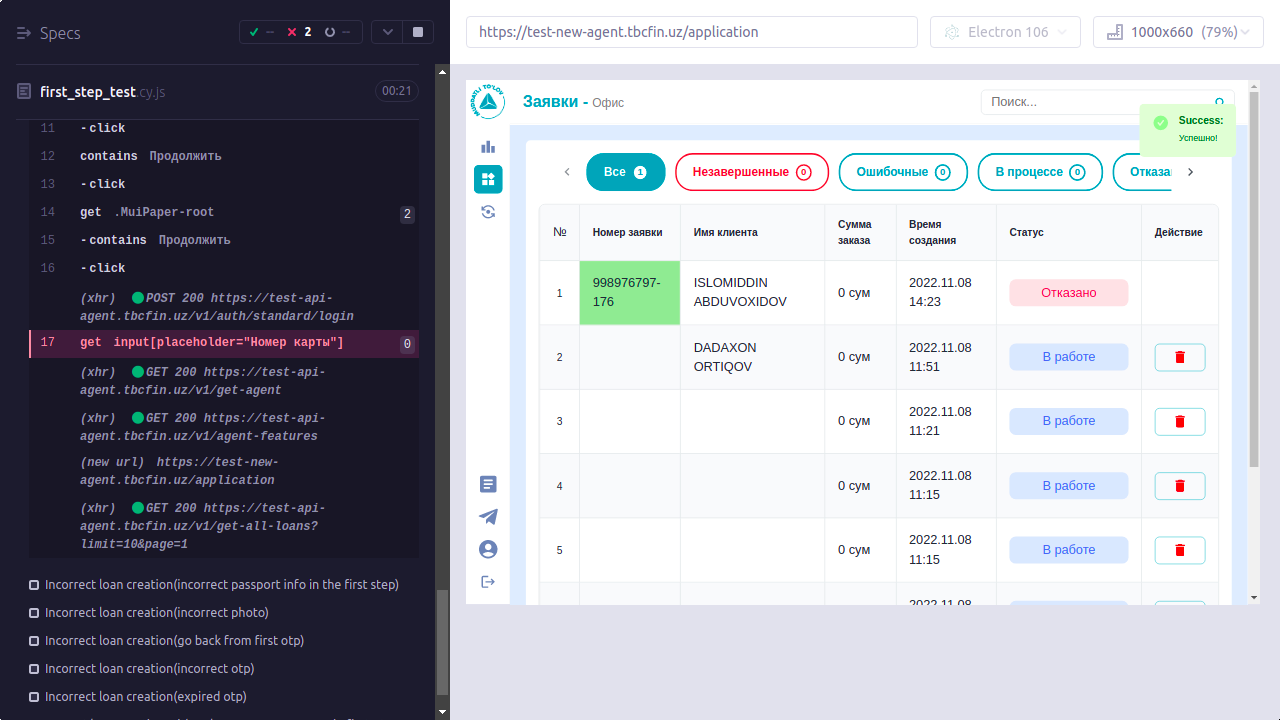 Specs
-- 2 --
first_step_test.cy.js 00:21
11 -click
12 contains Продолжить
13 -click
14 get .MuiPaper-root 2
15 -contains Продолжить
16 -click
(xhr) POST 200 https://test-api-
agent.tbcfin.uz/v1/auth/standard/login
17 get input[placeholder="Номер карты"] 0
(xhr) GET 200 https://test-api-
agent.tbcfin.uz/v1/get-agent
(xhr) GET 200 https://test-api-
agent.tbcfin.uz/v1/agent-features
(new url) https://test-new-
agent.tbcfin.uz/application
(xhr) GET 200 https://test-api-
agent.tbcfin.uz/v1/get-all-loans?
limit=10&page=1
Incorrect loan creation(incorrect passport info in the first step)
Incorrect loan creation(incorrect photo)
Incorrect loan creation(go back from first otp)
Incorrect loan creation(incorrect otp)
Incorrect loan creation(expired otp)
https://test-new-agent.tbcfin.uz/application
Electron 106
1000x660 (79%)
MUDDATLI TO'LOV
Заявки - Офис
Поиск...
Success:
Успешно!
Все 1
Незавершенные 0
Ошибочные 0
В процессе 0
Отказа
№ Номер заявки Имя клиента Сумма заказа Время создания Статус Действие
1 998976797-176 ISLOMIDDIN ABDUVOXIDOV 0 сум 2022.11.08 14:23 Отказано
2 DADAXON ORTIQOV 0 сум 2022.11.08 11:51 В работе
3 0 сум 2022.11.08 11:21 В работе
4 0 сум 2022.11.08 11:15 В работе
5 0 сум 2022.11.08 11:15 В работе
2022.11.08